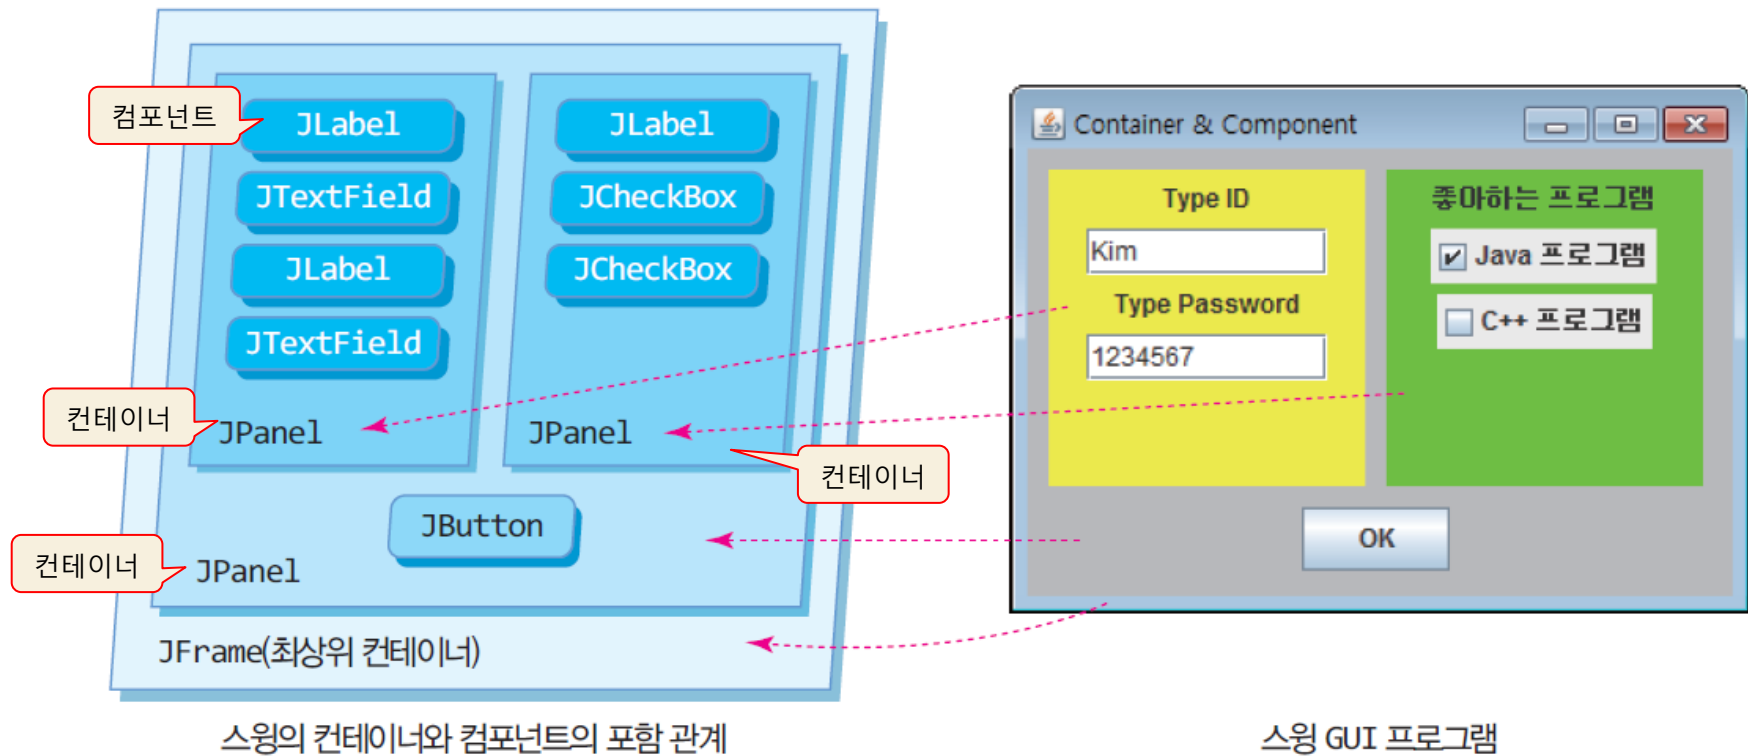 컴포넌트
JLabel
JTextField
JLabel
JTextField
컨테이너
JPanel
JLabel
JCheckBox
JCheckBox
JPanel
컨테이너
JButton
컨테이너
JPanel
JFrame(최상위 컨테이너)
스윙의 컨테이너와 컴포넌트의 포함 관계
Container & Component
Type ID
Kim
Type Password
1234567
좋아하는 프로그램
Java 프로그램
C++ 프로그램
OK
스윙 GUI 프로그램